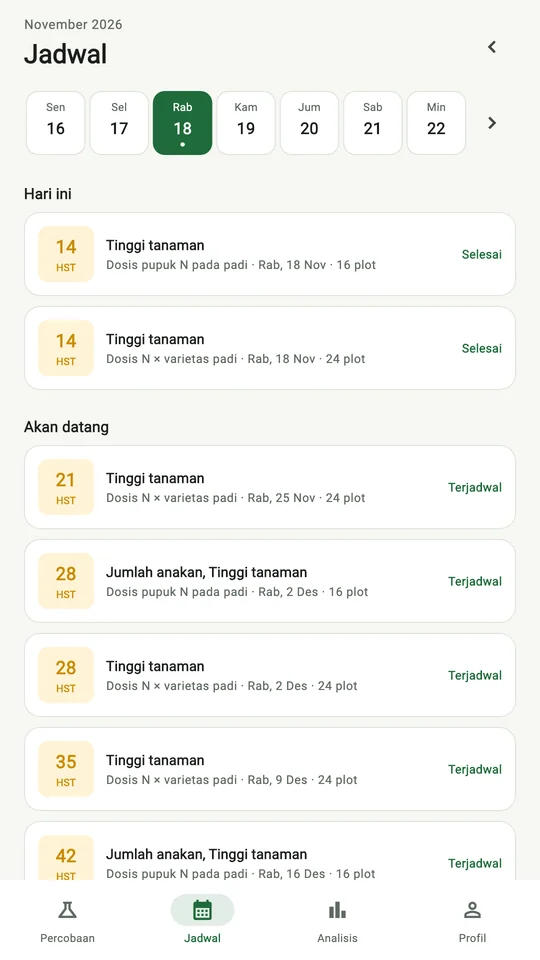 November 2026
Jadwal
Sen Sel Rab Kam Jum Sab Min
16 17 18 19 20 21 22
Hari ini
14 HST
Tinggi tanaman
Dosis pupuk N pada padi · Rab, 18 Nov · 16 plot
Selesai
14 HST
Tinggi tanaman
Dosis N × varietas padi · Rab, 18 Nov · 24 plot
Selesai
Akan datang
21 HST
Tinggi tanaman
Dosis N × varietas padi · Rab, 25 Nov · 24 plot
Terjadwal
28 HST
Jumlah anakan, Tinggi tanaman
Dosis pupuk N pada padi · Rab, 2 Des · 16 plot
Terjadwal
28 HST
Tinggi tanaman
Dosis N × varietas padi · Rab, 2 Des · 24 plot
Terjadwal
35 HST
Tinggi tanaman
Dosis N × varietas padi · Rab, 9 Des · 24 plot
Terjadwal
42 HST
Jumlah anakan, Tinggi tanaman
Dosis pupuk N pada padi · Rab, 16 Des · 16 plot
Terjadwal
Percobaan Jadwal Analisis Profil